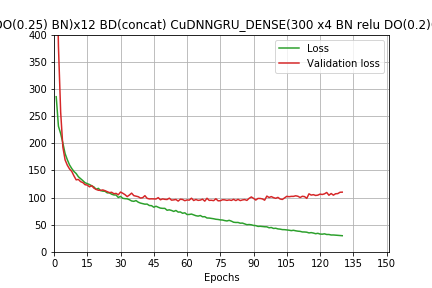 DO(0.25) BN)x12 BD(concat) CuDNNGRU_DENSE(300 x4 BN relu DO(0.2)
400
350
300
250
200
150
100
50
0
Loss
Validation loss
0 15 30 45 60 75 90 105 120 135 150
Epochs